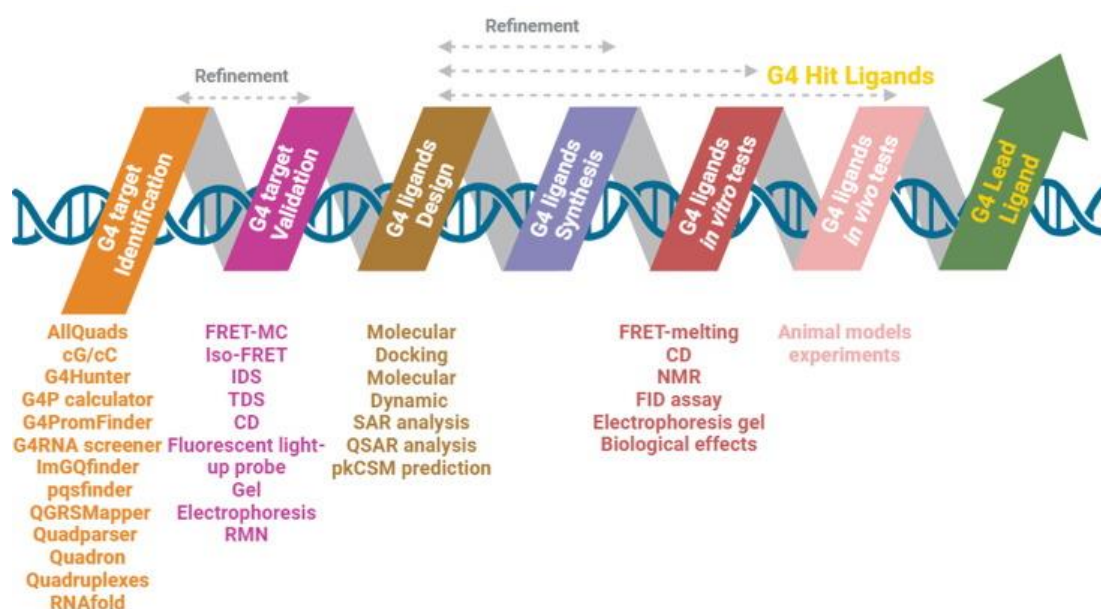 Refinement
Refinement
G4 Hit Ligands
G4 target
Identification
G4 target
Validation
G4 ligands
Design
G4 ligands
Synthesis
G4 ligands
in vitro tests
G4 ligands
in vivo tests
G4 Lead
Ligand
AllQuads
cG/cC
G4Hunter
G4P calculator
G4PromFinder
G4RNA screener
ImGQfinder
pqsfinder
QGRSMapper
Quadparser
Quadron
Quadruplexes
RNAfold
FRET-MC
Iso-FRET
IDS
TDS
CD
Fluorescent light-
up probe
Gel
Electrophoresis
RMN
Molecular
Docking
Molecular
Dynamic
SAR analysis
QSAR analysis
pkCSM prediction
FRET-melting
CD
NMR
FID assay
Electrophoresis gel
Biological effects
Animal models
experiments